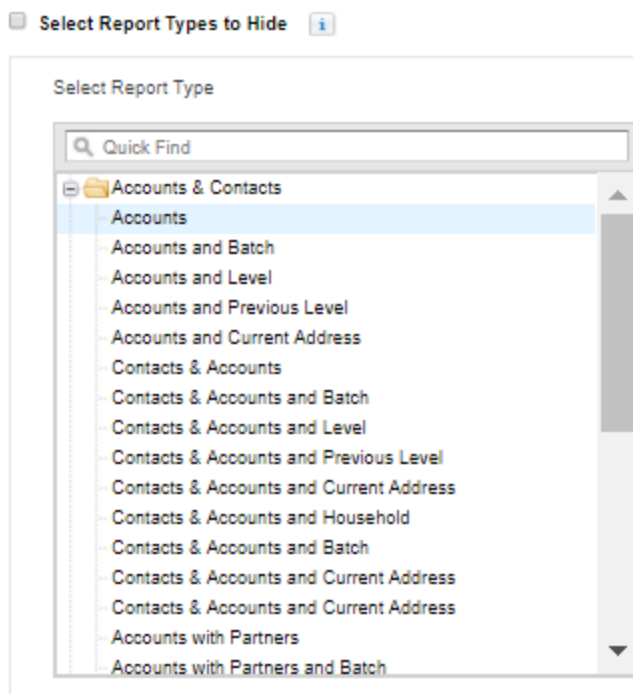 Select Report Types to Hide i
Select Report Type
Quick Find
Accounts & Contacts
Accounts
Accounts and Batch
Accounts and Level
Accounts and Previous Level
Accounts and Current Address
Contacts & Accounts
Contacts & Accounts and Batch
Contacts & Accounts and Level
Contacts & Accounts and Previous Level
Contacts & Accounts and Current Address
Contacts & Accounts and Household
Contacts & Accounts and Batch
Contacts & Accounts and Current Address
Contacts & Accounts and Current Address
Accounts with Partners
Accounts with Partners and Batch